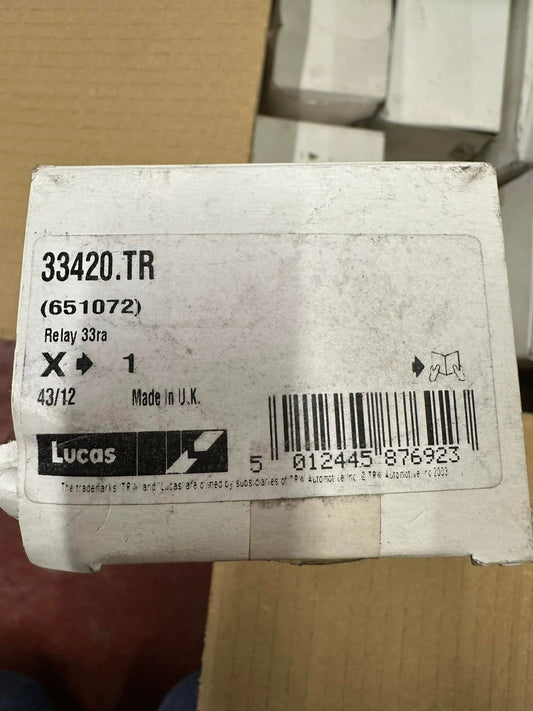 33420.TR
(651072)
Relay 33ra
X 1
43/12 Made in U.K.
Lucas
5 012445 876923
The trademarks 'TRW' and 'Lucas' are owned by subsidiaries of TRW Automotive Inc. © TRW Automotive Inc 2003